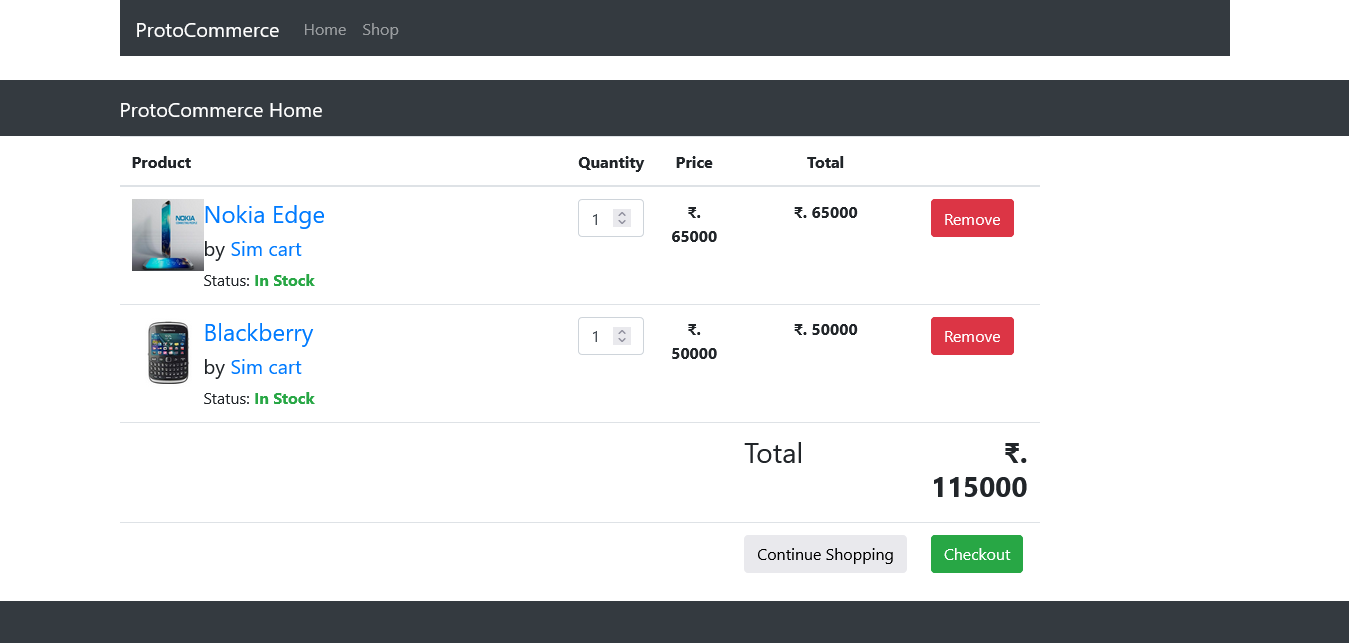 ProtoCommerce Home Shop
ProtoCommerce Home
Product Quantity Price Total
NOKIA
Nokia Edge
by Sim cart
Status: In Stock
1
₹.
65000
₹. 65000
Remove
Blackberry
by Sim cart
Status: In Stock
1
₹.
50000
₹. 50000
Remove
Total
₹.
115000
Continue Shopping Checkout